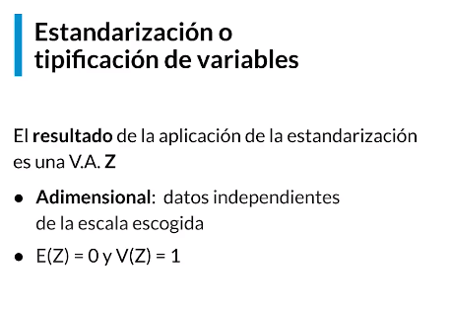 Estandarización o
tipificación de variables
El resultado de la aplicación de la estandarización
es una V.A. Z
● Adimensional: datos independientes
de la escala escogida
● E(Z) = 0 y V(Z) = 1